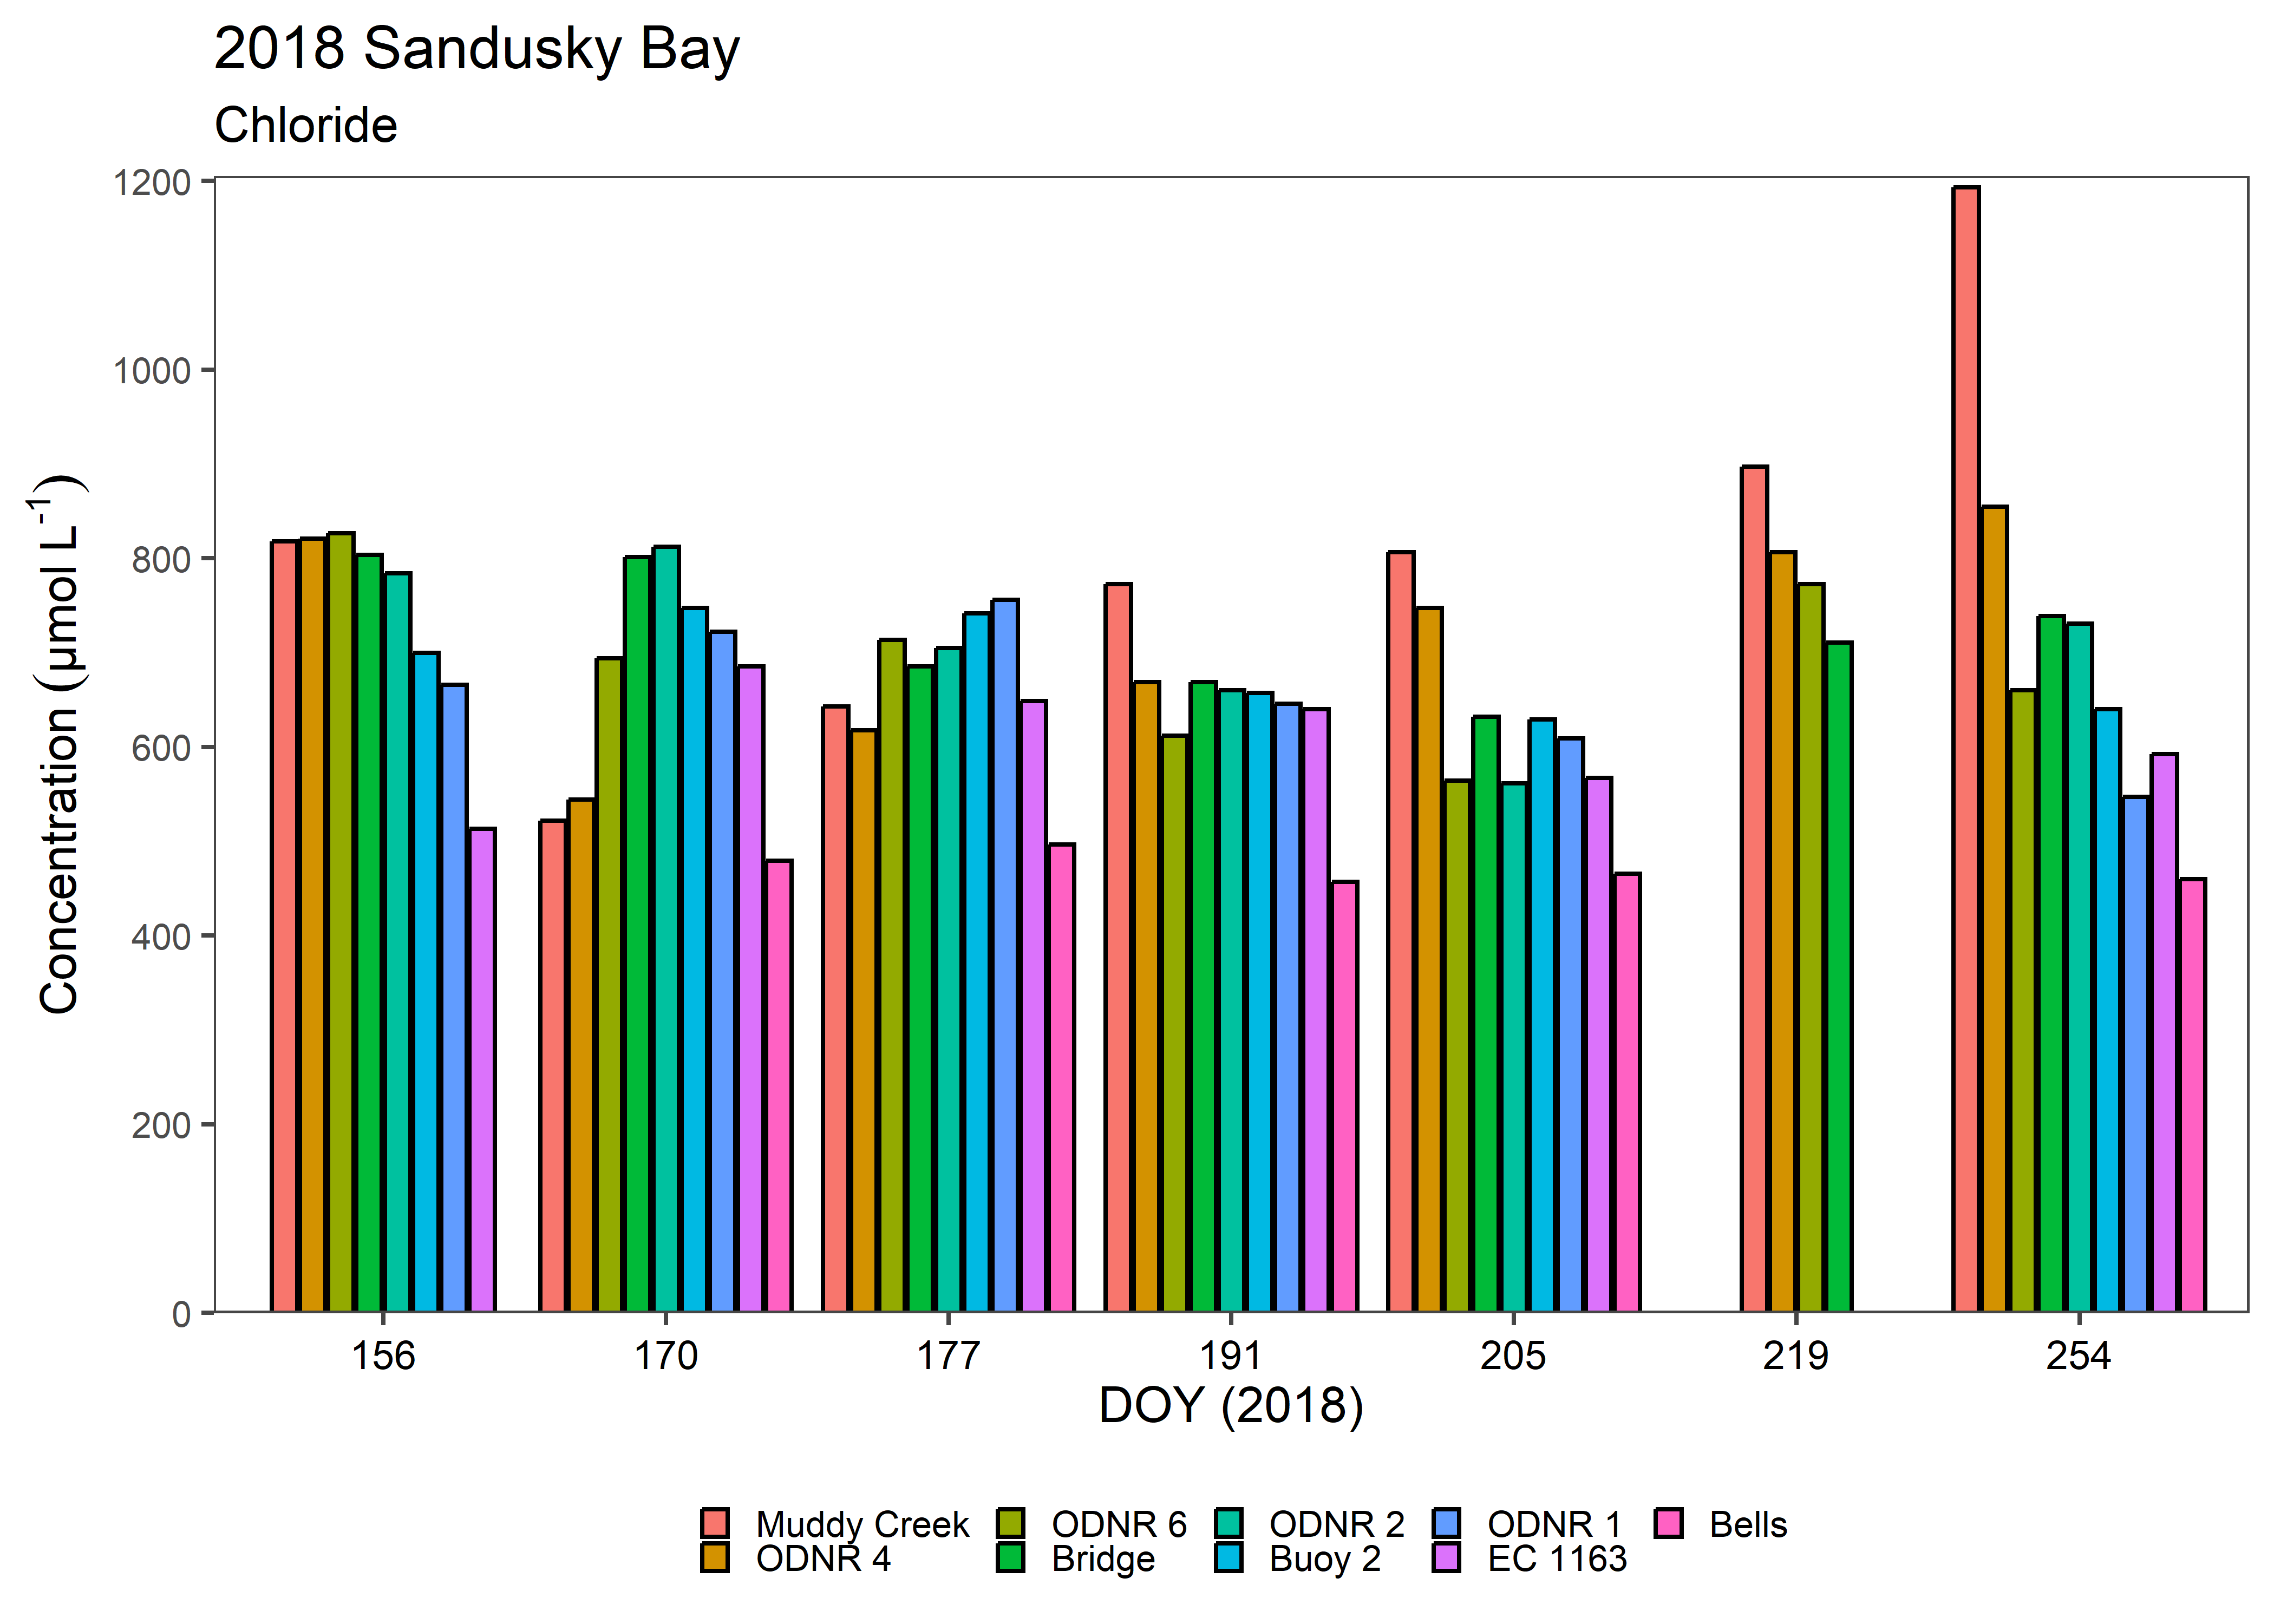 2018 Sandusky Bay
Chloride
Concentration (µmol L⁻¹)
1200
1000
800
600
400
200
0
156 170 177 191 205 219 254
DOY (2018)
Muddy Creek ODNR 6 ODNR 2 ODNR 1 Bells
ODNR 4 Bridge Buoy 2 EC 1163